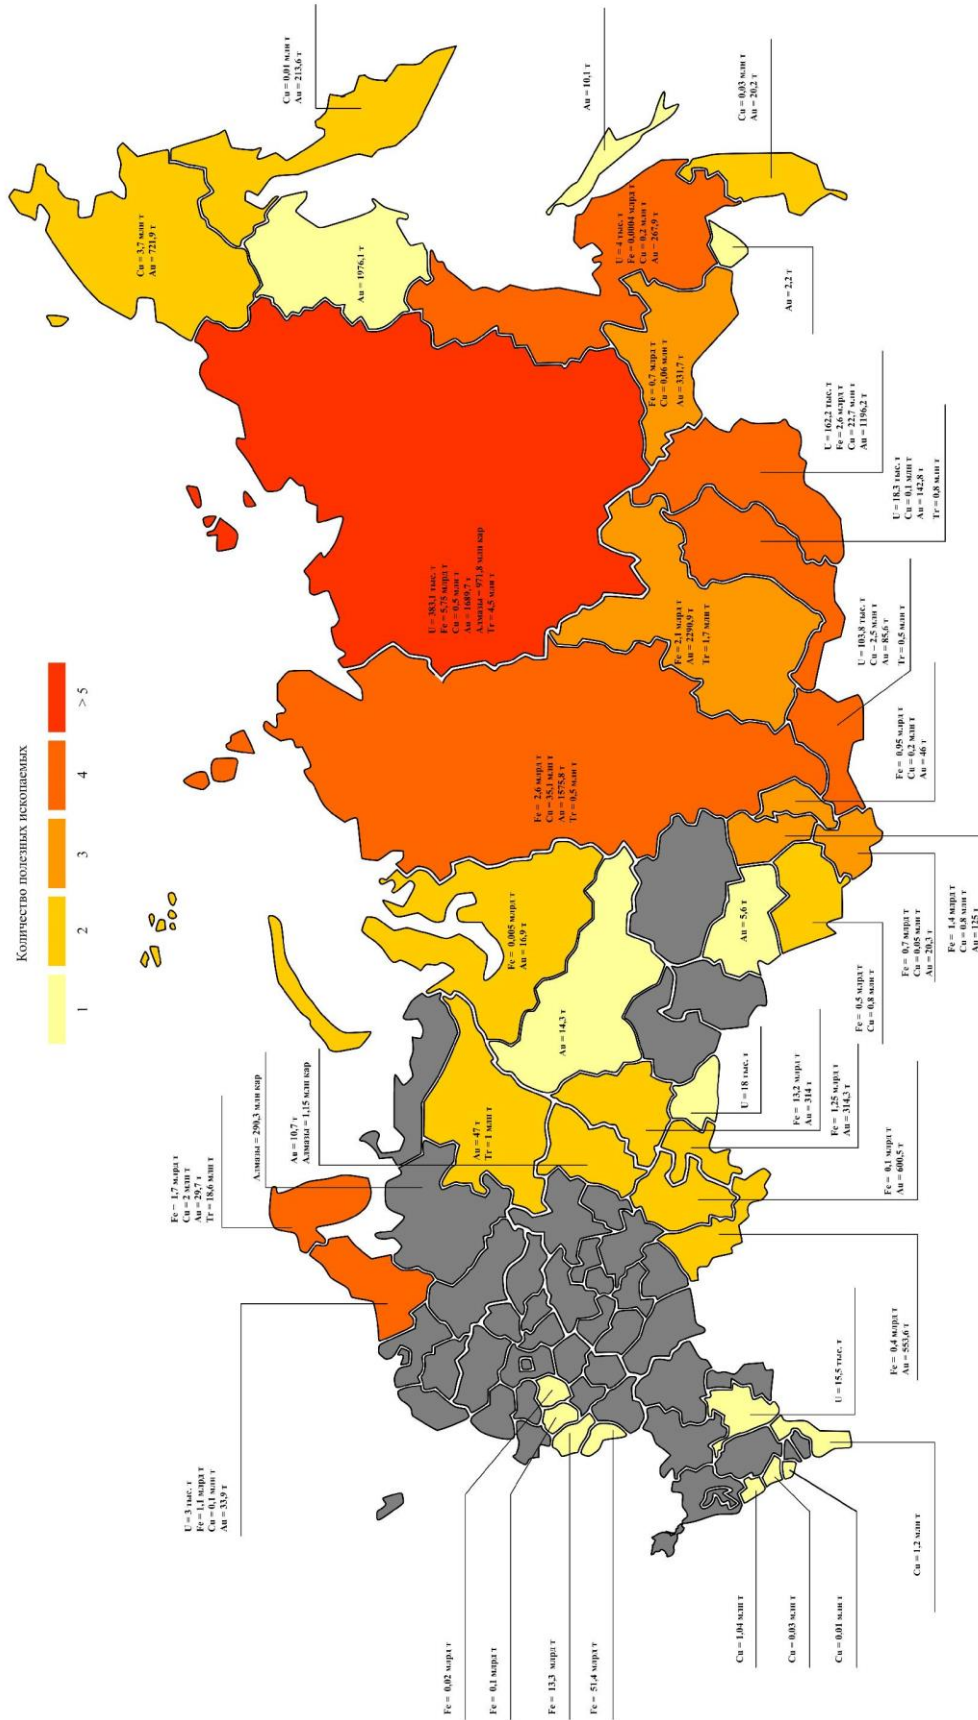 Количество полезных ископаемых
1
2
3
4
> 5
Fe = 1,7 млрд т
Cu = 2 млн т
Au = 29,7 т
Tr = 18,6 млн т
Алмазы = 290,3 млн кар
Au = 10,7 т
Алмазы = 1,15 млн кар
U = 3 тыс. т
Fe = 1,1 млрд т
Cu = 0,1 млн т
Au = 33,9 т
Cu = 0,01 млн т
Au = 213,6 т
Cu = 3,7 млн т
Au = 721,9 т
Au = 1976,1 т
U = 383,1 тыс. т
Fe = 5,75 млрд т
Cu = 0,5 млн т
Au = 1689,7 т
Алмазы = 971,8 млн кар
Tr = 4,5 млн т
Fe = 0,02 млрд т
Fe = 0,1 млрд т
Fe = 13,3 млрд т
Fe = 51,4 млрд т
Au = 47 т
Tr = 1 млн т
Fe = 0,005 млрд т
Au = 16,9 т
Au = 14,3 т
Fe = 2,6 млрд т
Cu = 35,1 млн т
Au = 1575,8 т
Tr = 0,5 млн т
Au = 10,1 т
U = 4 тыс. т
Fe = 0,0004 млрд т
Cu = 0,2 млн т
Au = 267,9 т
Fe = 0,7 млрд т
Cu = 0,06 млн т
Au = 331,7 т
Fe = 2,1 млрд т
Au = 2290,9 т
Tr = 1,7 млн т
Cu = 0,03 млн т
Au = 20,2 т
Au = 2,2 т
Au = 5,6 т
U = 18 тыс. т
Fe = 13,2 млрд т
Au = 314 т
Fe = 1,25 млрд т
Au = 314,3 т
Cu = 1,04 млн т
Cu = 0,03 млн т
Cu = 0,01 млн т
U = 162,2 тыс. т
Fe = 2,6 млрд т
Cu = 22,7 млн т
Au = 1196,2 т
U = 18,3 тыс. т
Cu = 0,1 млн т
Au = 142,8 т
Tr = 0,8 млн т
U = 103,8 тыс. т
Cu – 2,5 млн т
Au = 85,6 т
Tr = 0,5 млн т
Fe = 0,95 млрд т
Cu = 0,2 млн т
Au = 46 т
Fe = 0,5 млрд т
Cu = 0,8 млн т
Fe = 0,1 млрд т
Au = 600,5 т
U = 15,5 тыс. т
Fe = 0,4 млрд т
Au = 553,6 т
Fe = 0,7 млрд т
Cu = 0,05 млн т
Au = 20,3 т
Cu = 1,2 млн т
Fe = 1,4 млрд т
Cu = 0,8 млн т
Au = 125 т